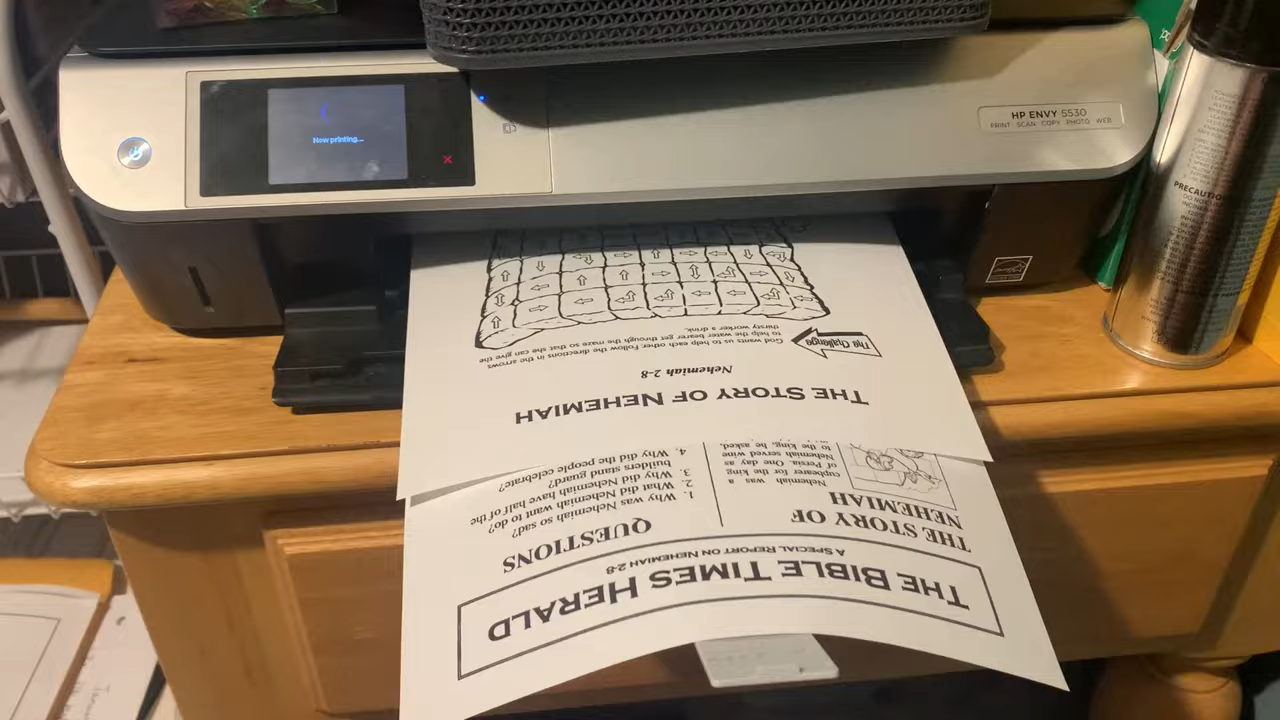 Now printing...
HP ENVY 5530
PRINT SCAN COPY PHOTO WEB
PRECAUTIO
THE STORY OF NEHEMIAH
Nehemiah 2-8
The Challenge
God wants us to help each other. Follow the directions in the arrows
to help the water bearer get through the maze so that she can give the
thirsty worker a drink.
THE BIBLE TIMES HERALD
A SPECIAL REPORT ON NEHEMIAH 2-8
THE STORY OF
NEHEMIAH
Nehemiah was a
cupbearer for the king
of Persia. One day as
Nehemiah served wine
to the king, he asked,
QUESTIONS
1. Why was Nehemiah so sad?
2. What did Nehemiah want to do?
3. Why did Nehemiah have half of the
builders stand guard?
4. Why did the people celebrate?